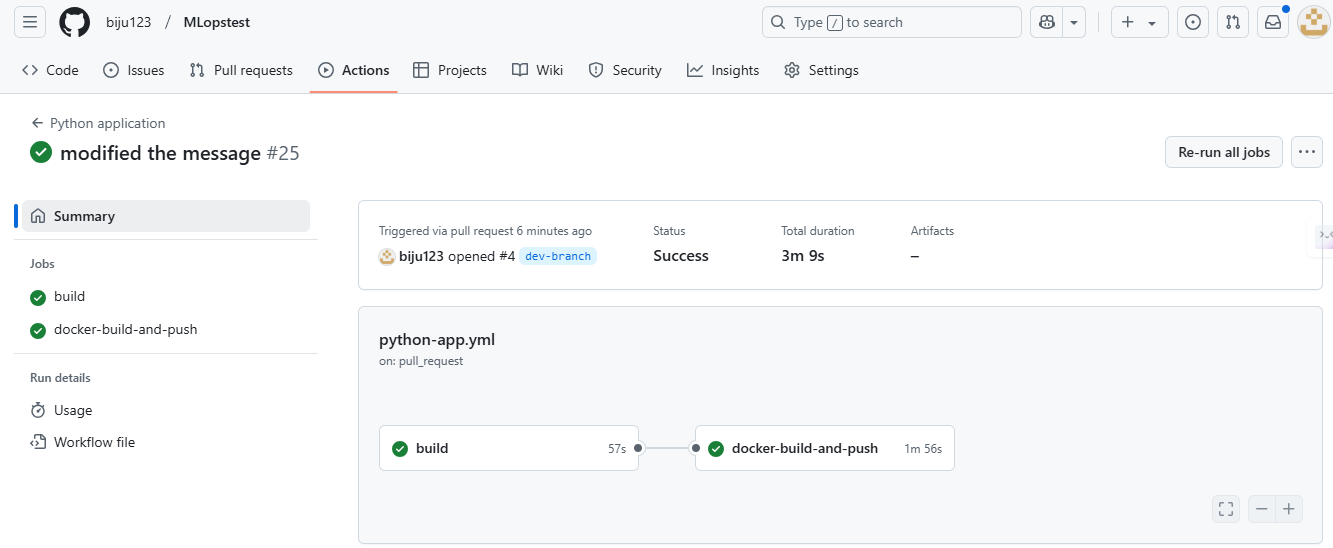 biju123 / MLopstest
Type / to search
Code Issues Pull requests Actions Projects Wiki Security Insights Settings
← Python application
modified the message #25
Re-run all jobs
Summary
Jobs
build
docker-build-and-push
Run details
Usage
Workflow file
Triggered via pull request 6 minutes ago
biju123 opened #4 dev-branch
Status
Success
Total duration
3m 9s
Artifacts
–
python-app.yml
on: pull_request
build 57s
docker-build-and-push 1m 56s